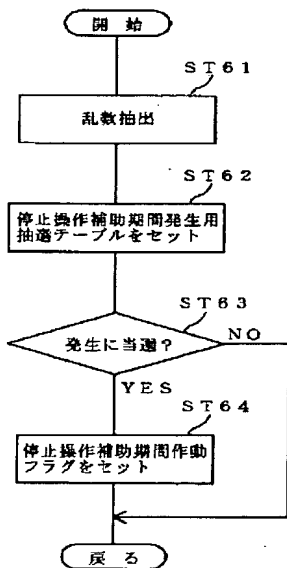 開 始
ST61
乱数抽出
ST62
停止操作補助期間発生用
抽選テーブルをセット
ST63
発生に当選?
NO
YES
ST64
停止操作補助期間作動
フラグをセット
戻 る